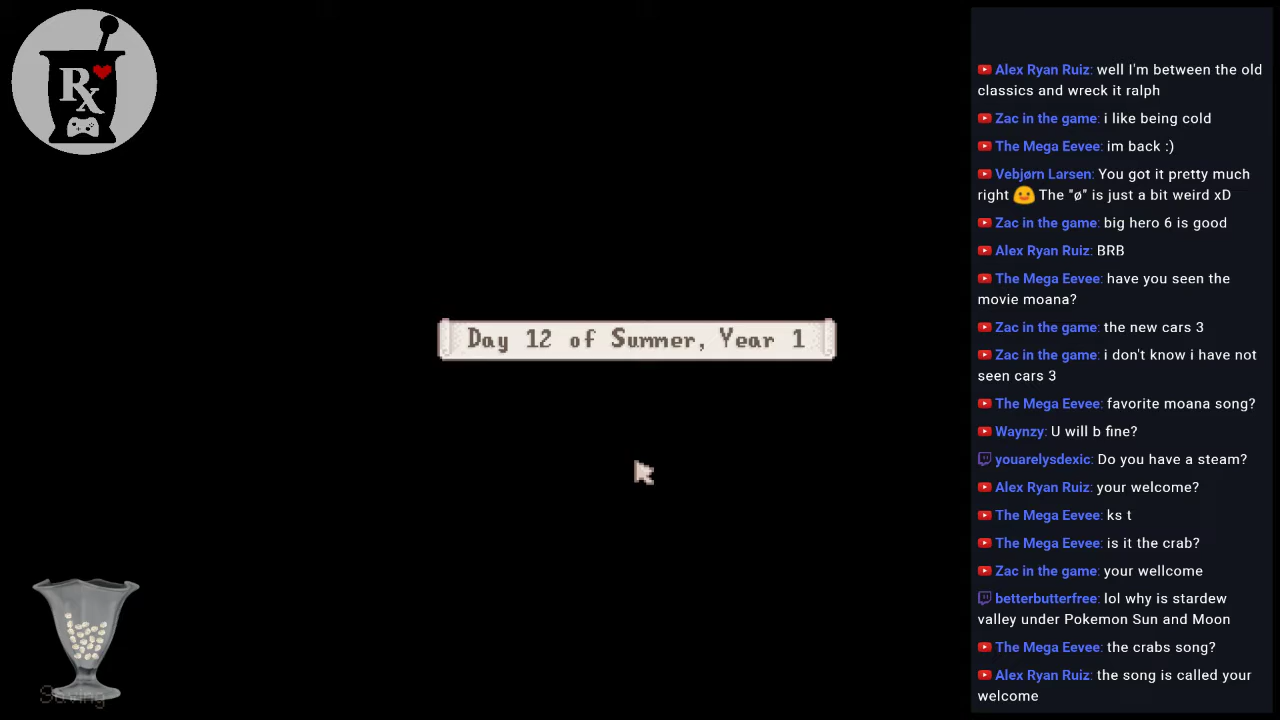 Rx
Day 12 of Summer, Year 1
Saving
Alex Ryan Ruiz: well I'm between the old
classics and wreck it ralph
Zac in the game: i like being cold
The Mega Eevee: im back :)
Vebjørn Larsen: You got it pretty much
right The "ø" is just a bit weird xD
Zac in the game: big hero 6 is good
Alex Ryan Ruiz: BRB
The Mega Eevee: have you seen the
movie moana?
Zac in the game: the new cars 3
Zac in the game: i don't know i have not
seen cars 3
The Mega Eevee: favorite moana song?
Waynzy: U will b fine?
youarelysdexic: Do you have a steam?
Alex Ryan Ruiz: your welcome?
The Mega Eevee: ks t
The Mega Eevee: is it the crab?
Zac in the game: your wellcome
betterbutterfree: lol why is stardew
valley under Pokemon Sun and Moon
The Mega Eevee: the crabs song?
Alex Ryan Ruiz: the song is called your
welcome